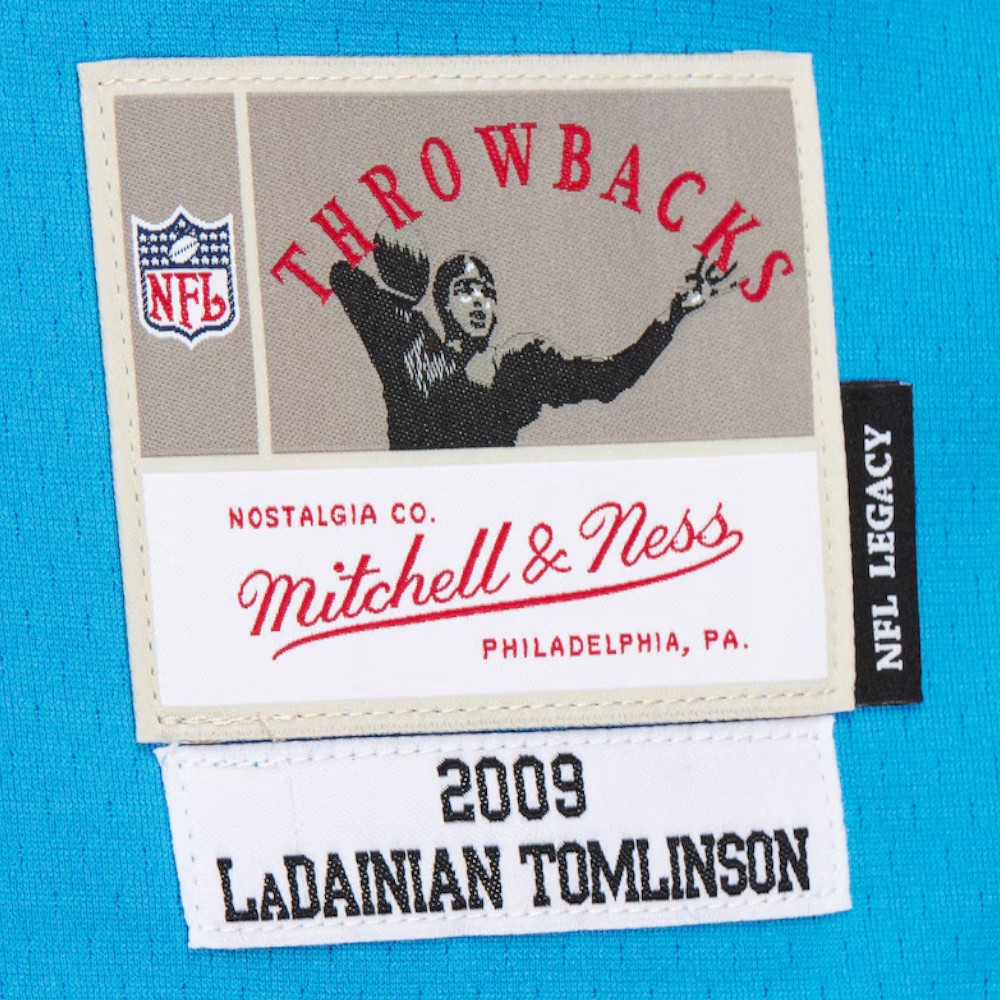 THROWBACKS
NFL
NOSTALGIA CO.
Mitchell & Ness
PHILADELPHIA, PA.
NFL LEGACY
2009
LaDAINIAN TOMLINSON